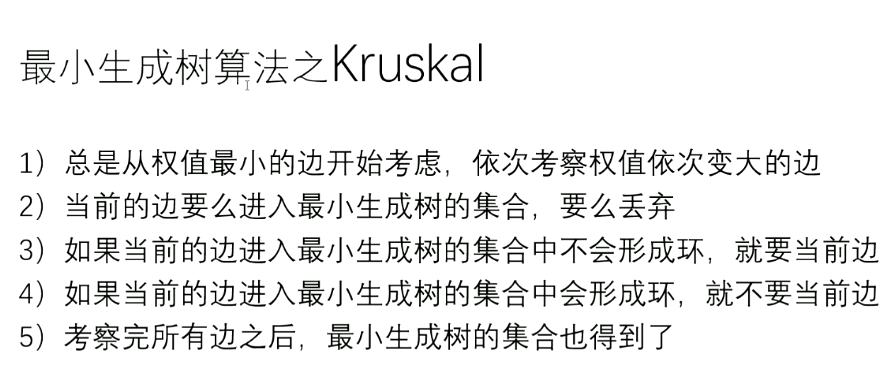 最小生成树算法之Kruskal
1）总是从权值最小的边开始考虑，依次考察权值依次变大的边
2）当前的边要么进入最小生成树的集合，要么丢弃
3）如果当前的边进入最小生成树的集合中不会形成环，就要当前边
4）如果当前的边进入最小生成树的集合中会形成环，就不要当前边
5）考察完所有边之后，最小生成树的集合也得到了